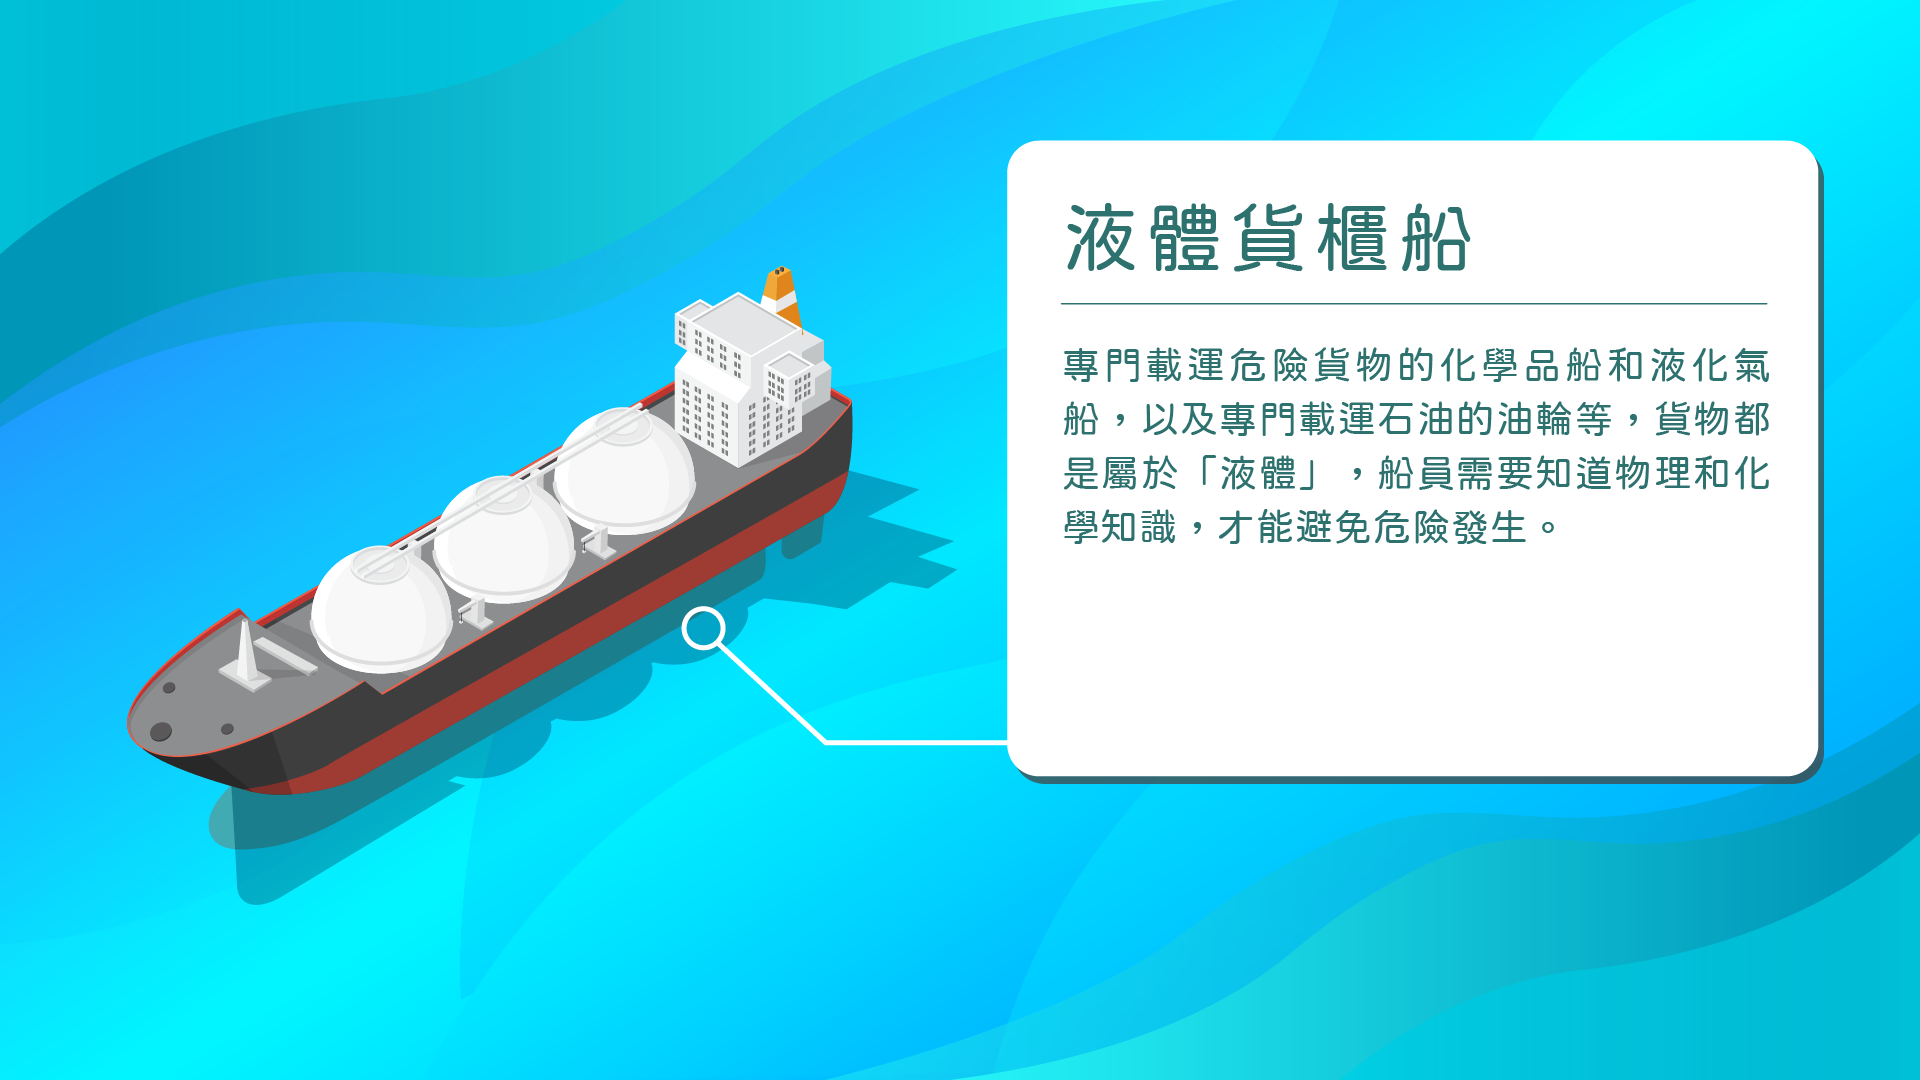 液體貨櫃船
專門載運危險貨物的化學品船和液化氣
船，以及專門載運石油的油輪等，貨物都
是屬於「液體」，船員需要知道物理和化
學知識，才能避免危險發生。